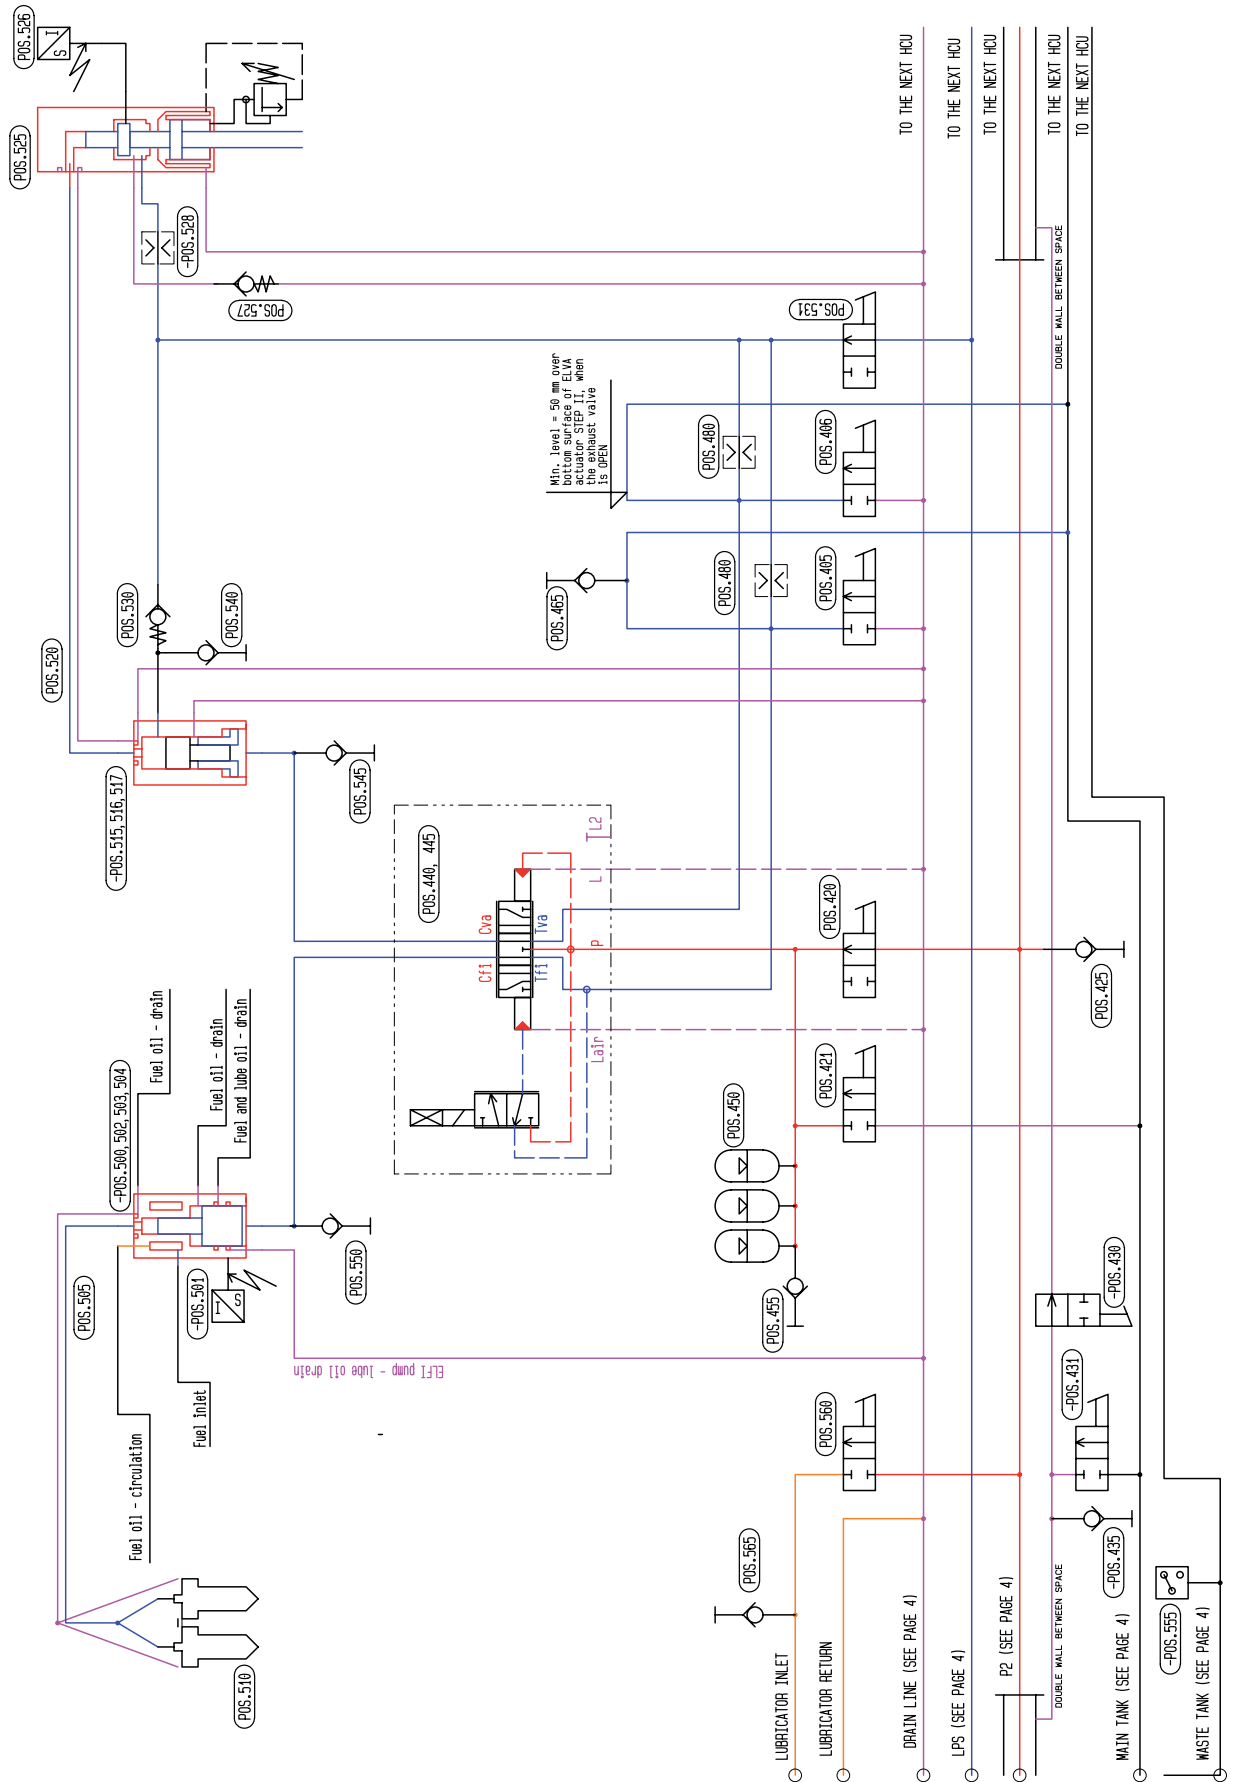 POS.526
I
S
POS.525
-POS.528
POS.527
POS.520
POS.530
POS.540
-POS.515, 516, 517
POS.545
Min. level = 50 mm over
bottom surface of ELVA
actuator STEP II, when
the exhaust valve
is OPEN
POS.531
POS.480
POS.406
POS.465
POS.480
POS.405
TO THE NEXT HCU
TO THE NEXT HCU
TO THE NEXT HCU
TO THE NEXT HCU
TO THE NEXT HCU
DOUBLE WALL BETWEEN SPACE
POS.440, 445
Cva
Tva
Cfi
Tfi
L
TL2
P
Lair
POS.420
POS.425
POS.421
POS.450
POS.455
Fuel oil - drain
Fuel oil - drain
Fuel and lube oil - drain
-POS.500, 502, 503, 504
POS.505
-POS.501
I
S
POS.550
Fuel inlet
Fuel oil - circulation
ELFI pump - lube oil drain
-
POS.510
POS.560
POS.565
-POS.430
-POS.431
-POS.435
-POS.555
LUBRICATOR INLET
LUBRICATOR RETURN
DRAIN LINE (SEE PAGE 4)
LPS (SEE PAGE 4)
P2 (SEE PAGE 4)
DOUBLE WALL BETWEEN SPACE
MAIN TANK (SEE PAGE 4)
WASTE TANK (SEE PAGE 4)